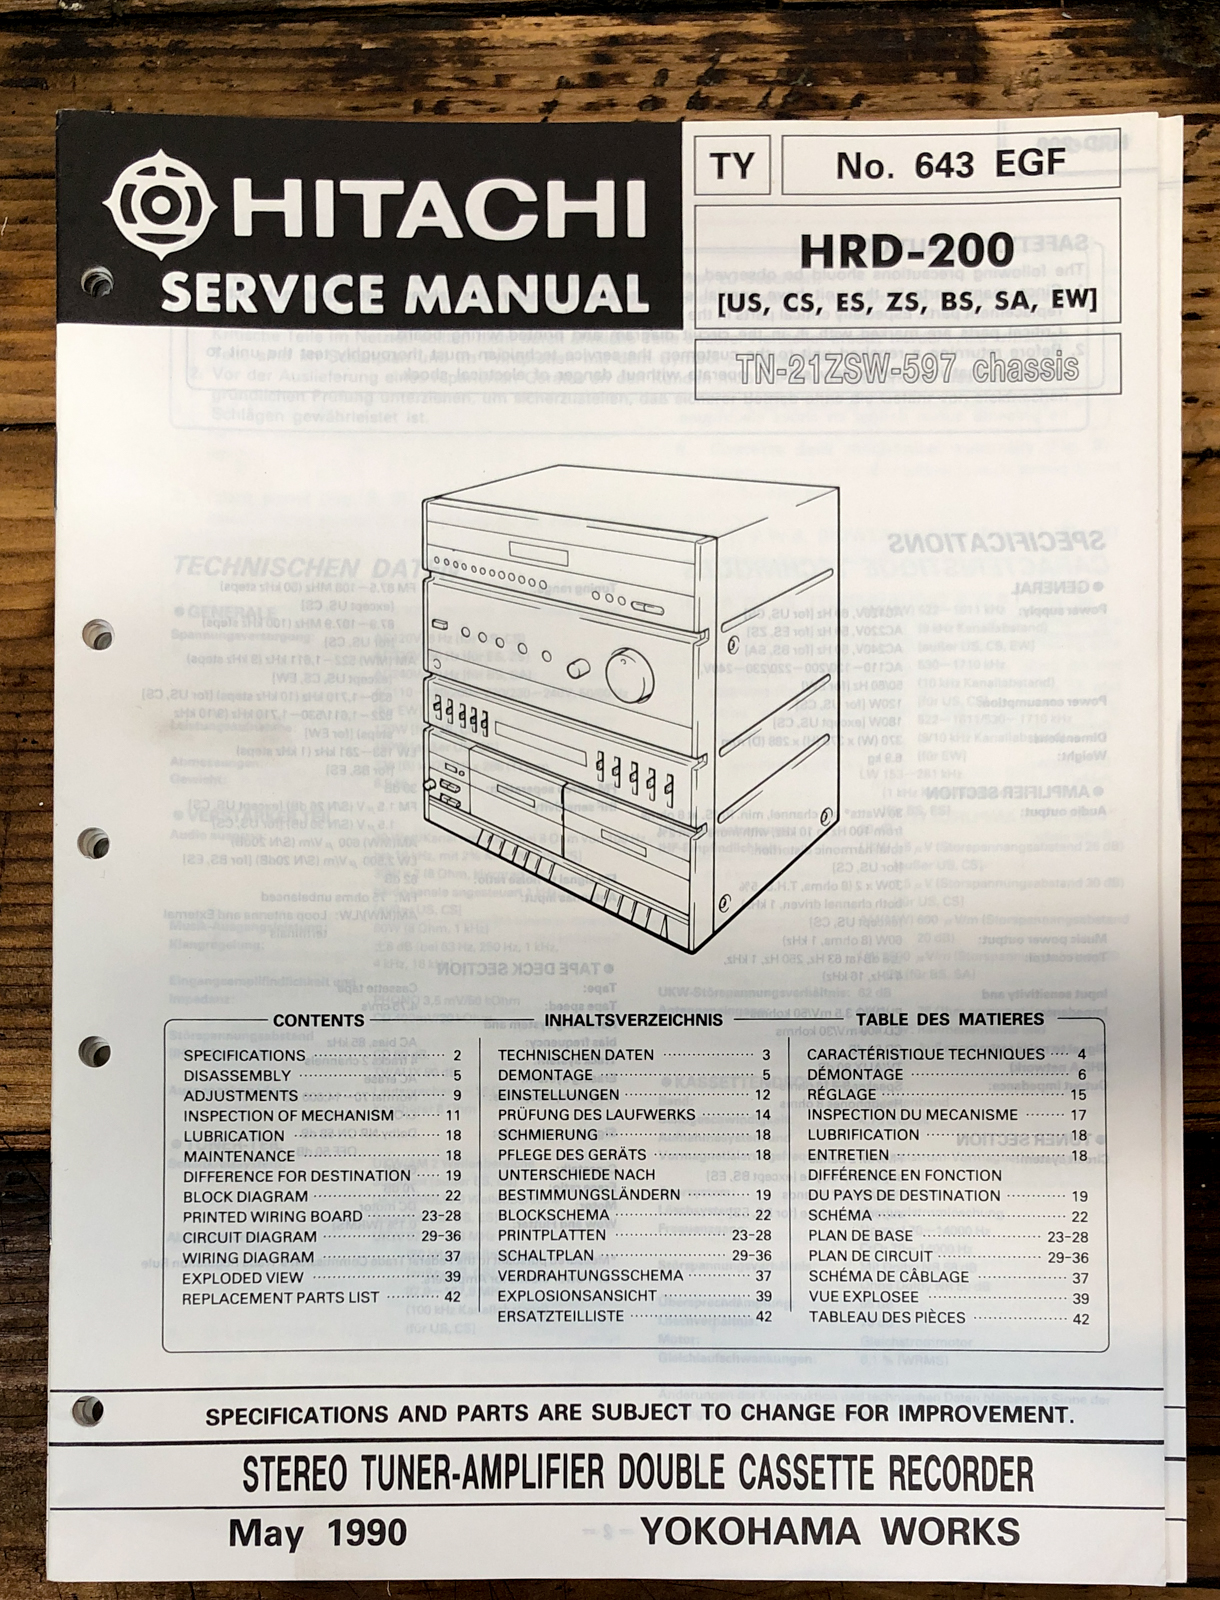 HITACHI
SERVICE MANUAL
TY
No. 643 EGF
HRD-200
[US, CS, ES, ZS, BS, SA, EW]
TN-21ZSW-597 chassis
CONTENTS
SPECIFICATIONS 2
DISASSEMBLY 5
ADJUSTMENTS 9
INSPECTION OF MECHANISM 11
LUBRICATION 18
MAINTENANCE 18
DIFFERENCE FOR DESTINATION 19
BLOCK DIAGRAM 22
PRINTED WIRING BOARD 23-28
CIRCUIT DIAGRAM 29-36
WIRING DIAGRAM 37
EXPLODED VIEW 39
REPLACEMENT PARTS LIST 42
INHALTSVERZEICHNIS
TECHNISCHEN DATEN 3
DEMONTAGE 5
EINSTELLUNGEN 12
PRÜFUNG DES LAUFWERKS 14
SCHMIERUNG 18
PFLEGE DES GERÄTS 18
UNTERSCHIEDE NACH
BESTIMMUNGSLÄNDERN 19
BLOCKSCHEMA 22
PRINTPLATTEN 23-28
SCHALTPLAN 29-36
VERDRAHTUNGSSCHEMA 37
EXPLOSIONSANSICHT 39
ERSATZTEILLISTE 42
TABLE DES MATIERES
CARACTÉRISTIQUE TECHNIQUES 4
DÉMONTAGE 6
RÉGLAGE 15
INSPECTION DU MECANISME 17
LUBRIFICATION 18
ENTRETIEN 18
DIFFÉRENCE EN FONCTION
DU PAYS DE DESTINATION 19
SCHÉMA 22
PLAN DE BASE 23-28
PLAN DE CIRCUIT 29-36
SCHÉMA DE CÂBLAGE 37
VUE EXPLOSEE 39
TABLEAU DES PIÈCES 42
SPECIFICATIONS AND PARTS ARE SUBJECT TO CHANGE FOR IMPROVEMENT.
STEREO TUNER-AMPLIFIER DOUBLE CASSETTE RECORDER
May 1990
YOKOHAMA WORKS